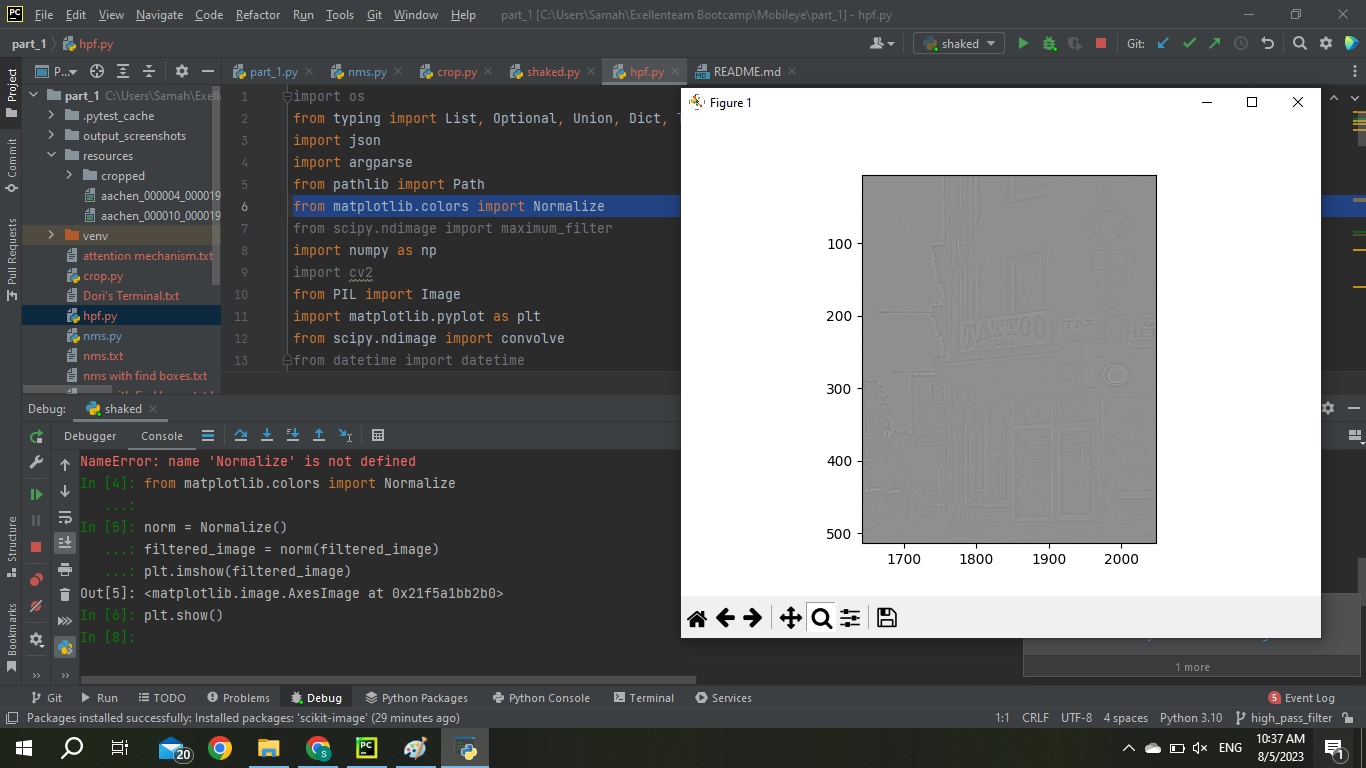 PC File Edit View Navigate Code Refactor Run Tools Git Window Help part_1 [C:\Users\Samah\Exellenteam Bootcamp\Mobileye\part_1] - hpf.py
part_1 hpf.py shaked Git:
Project P... part_1.py nms.py crop.py shaked.py hpf.py README.md
part_1 C:\Users\Samah\Exelle
.pytest_cache
output_screenshots
resources
cropped
aachen_000004_000019
aachen_000010_000019
venv
attention mechanism.txt
crop.py
Dori's Terminal.txt
hpf.py
nms.py
nms.txt
nms with find boxes.txt
Commit
Pull Requests
1 import os
2 from typing import List, Optional, Union, Dict,
3 import json
4 import argparse
5 from pathlib import Path
6 from matplotlib.colors import Normalize
7 from scipy.ndimage import maximum_filter
8 import numpy as np
9 import cv2
10 from PIL import Image
11 import matplotlib.pyplot as plt
12 from scipy.ndimage import convolve
13 from datetime import datetime
Figure 1
100
200
300
400
500
1700 1800 1900 2000
TATTOO
Debug: shaked
Debugger Console
NameError: name 'Normalize' is not defined
In [4]: from matplotlib.colors import Normalize
...:
In [5]: norm = Normalize()
...: filtered_image = norm(filtered_image)
...: plt.imshow(filtered_image)
Out[5]: <matplotlib.image.AxesImage at 0x21f5a1bb2b0>
In [6]: plt.show()
In [8]:
Structure
Bookmarks
1 more
Git Run TODO Problems Debug Python Packages Python Console Terminal Services 5 Event Log
Packages installed successfully: Installed packages: 'scikit-image' (29 minutes ago) 1:1 CRLF UTF-8 4 spaces Python 3.10 high_pass_filter
20 S PC ENG 10:37 AM
8/5/2023 1